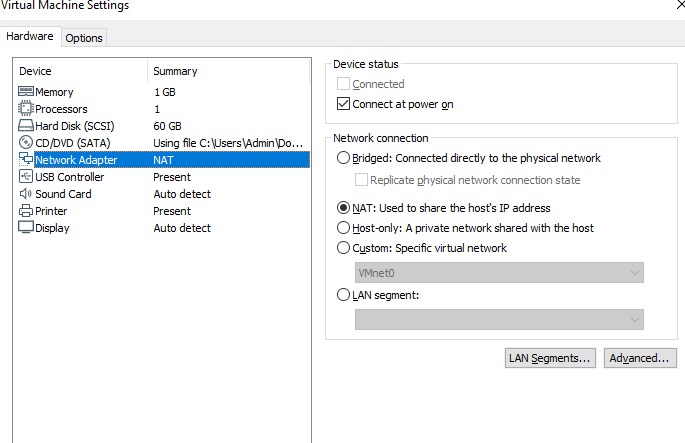 Virtual Machine Settings
Hardware Options
Device Summary
Memory 1 GB
Processors 1
Hard Disk (SCSI) 60 GB
CD/DVD (SATA) Using file C:\Users\Admin\Do...
Network Adapter NAT
USB Controller Present
Sound Card Auto detect
Printer Present
Display Auto detect
Device status
Connected
Connect at power on
Network connection
Bridged: Connected directly to the physical network
Replicate physical network connection state
NAT: Used to share the host's IP address
Host-only: A private network shared with the host
Custom: Specific virtual network
VMnet0
LAN segment:
LAN Segments... Advanced...